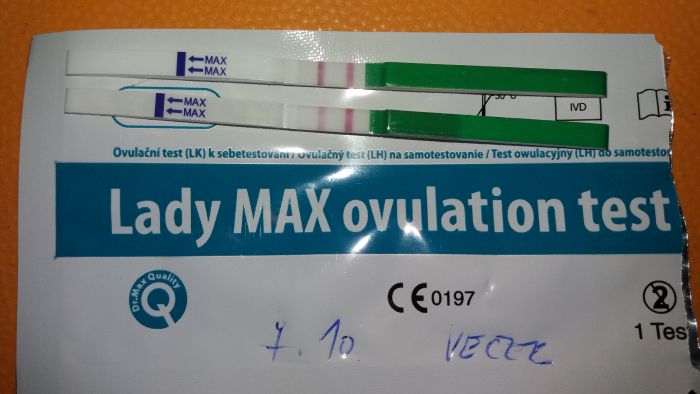 ←MAX
←MAX
←MAX
←MAX
30°C
IVD
i
Ovulační test (LK) k sebetestování / Ovulačný test (LH) na samotestovanie / Test owulacyjny (LH) do samotesto
Lady MAX ovulation test
Dr.Max Quality
CE 0197
2
1 Tes
7. 10